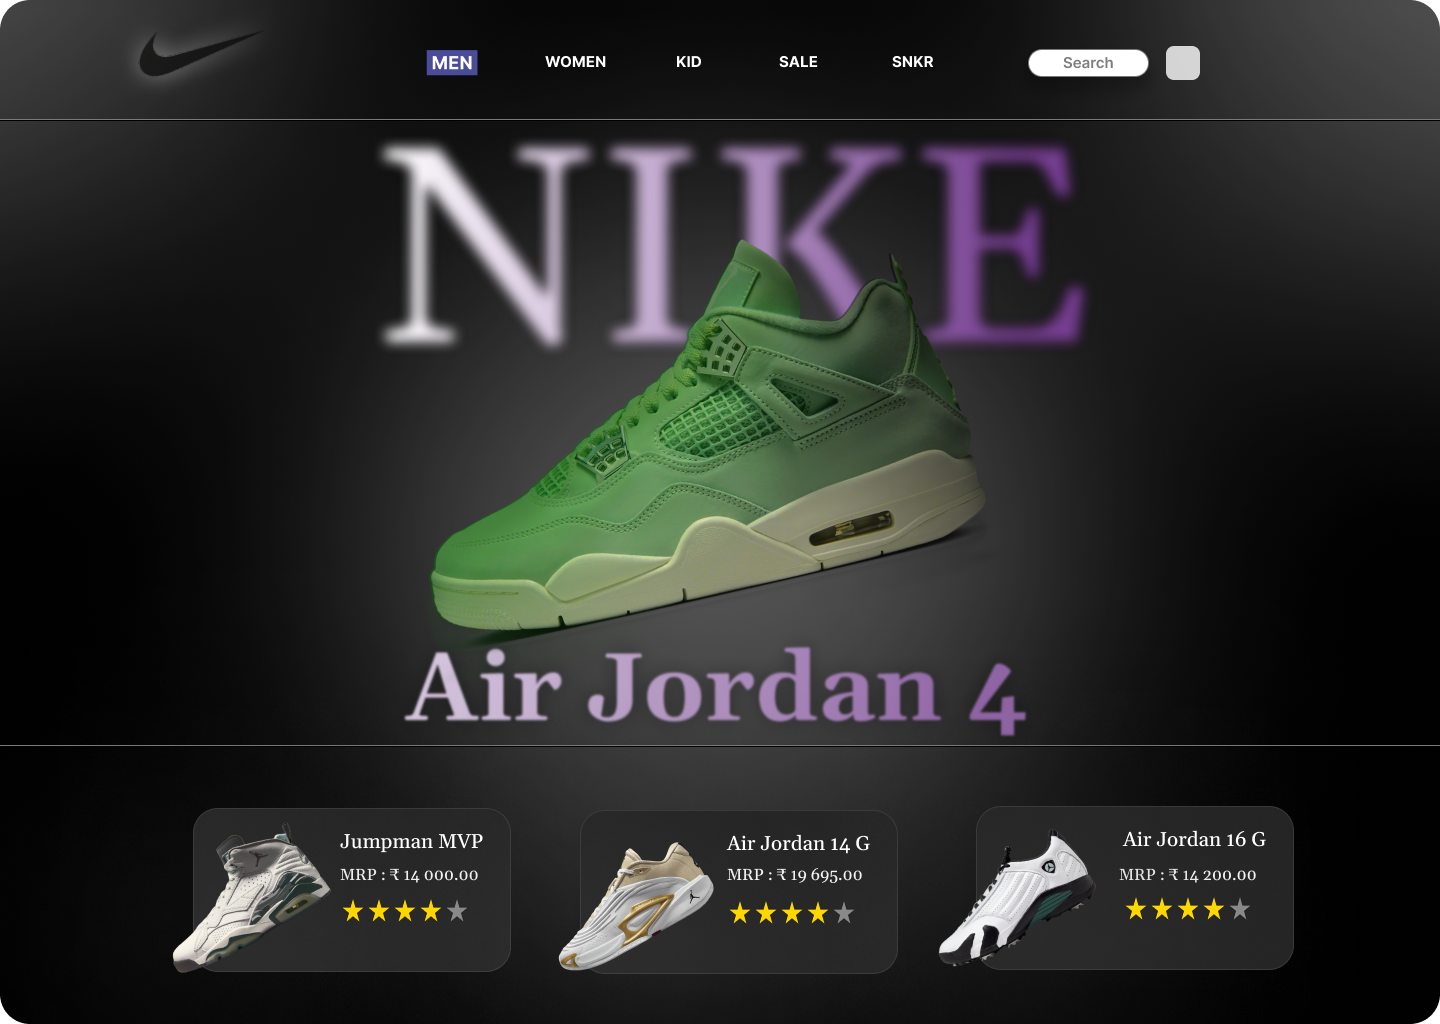 MEN WOMEN KID SALE SNKR Search
NIKE
Air Jordan 4
Jumpman MVP
MRP : ₹ 14 000.00
Air Jordan 14 G
MRP : ₹ 19 695.00
Air Jordan 16 G
MRP : ₹ 14 200.00